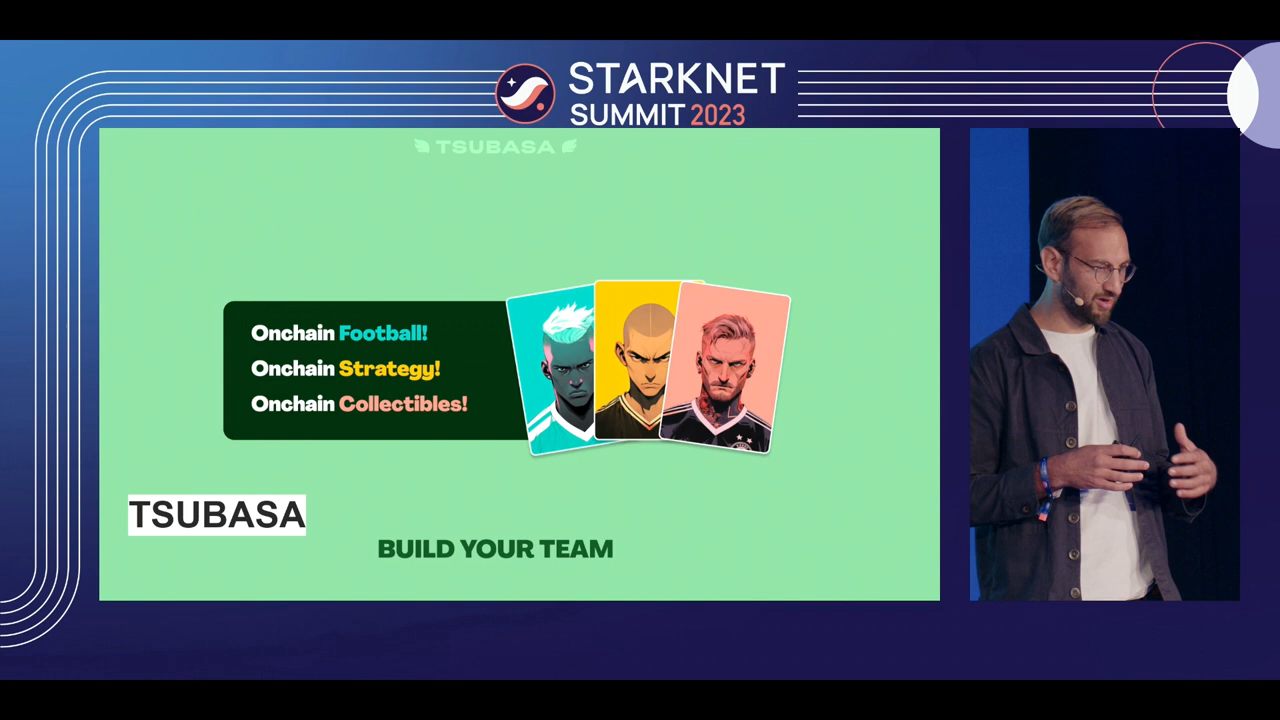 STARKNET
SUMMIT 2023
TSUBASA
Onchain Football!
Onchain Strategy!
Onchain Collectibles!
TSUBASA
BUILD YOUR TEAM